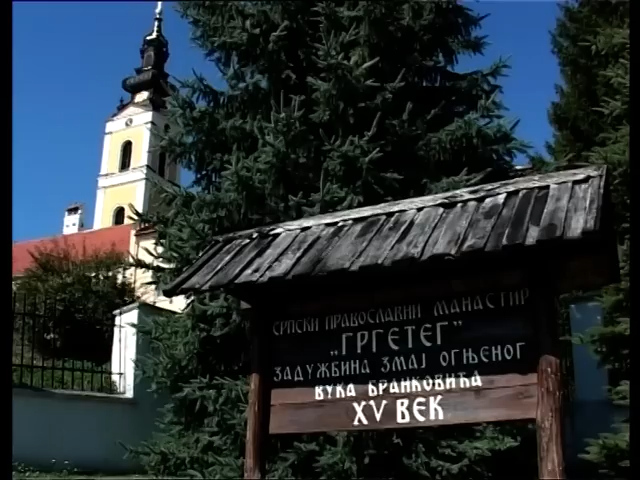 СРПСКИ ПРАВОСЛАВНИ МАНАСТИР
„ГРГЕТЕГ"
ЗАДУЖБИНА ЗМАЈ ОГЊЕНОГ
ВУКА БРАНКОВИЋА
XV ВЕК